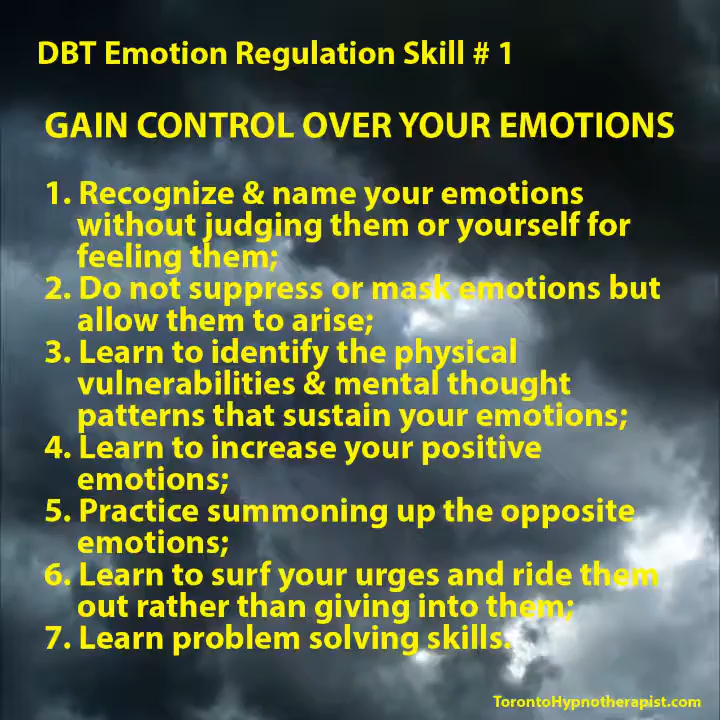 DBT Emotion Regulation Skill # 1
GAIN CONTROL OVER YOUR EMOTIONS
1. Recognize & name your emotions
without judging them or yourself for
feeling them;
2. Do not suppress or mask emotions but
allow them to arise;
3. Learn to identify the physical
vulnerabilities & mental thought
patterns that sustain your emotions;
4. Learn to increase your positive
emotions;
5. Practice summoning up the opposite
emotions;
6. Learn to surf your urges and ride them
out rather than giving into them;
7. Learn problem solving skills.
TorontoHypnotherapist.com